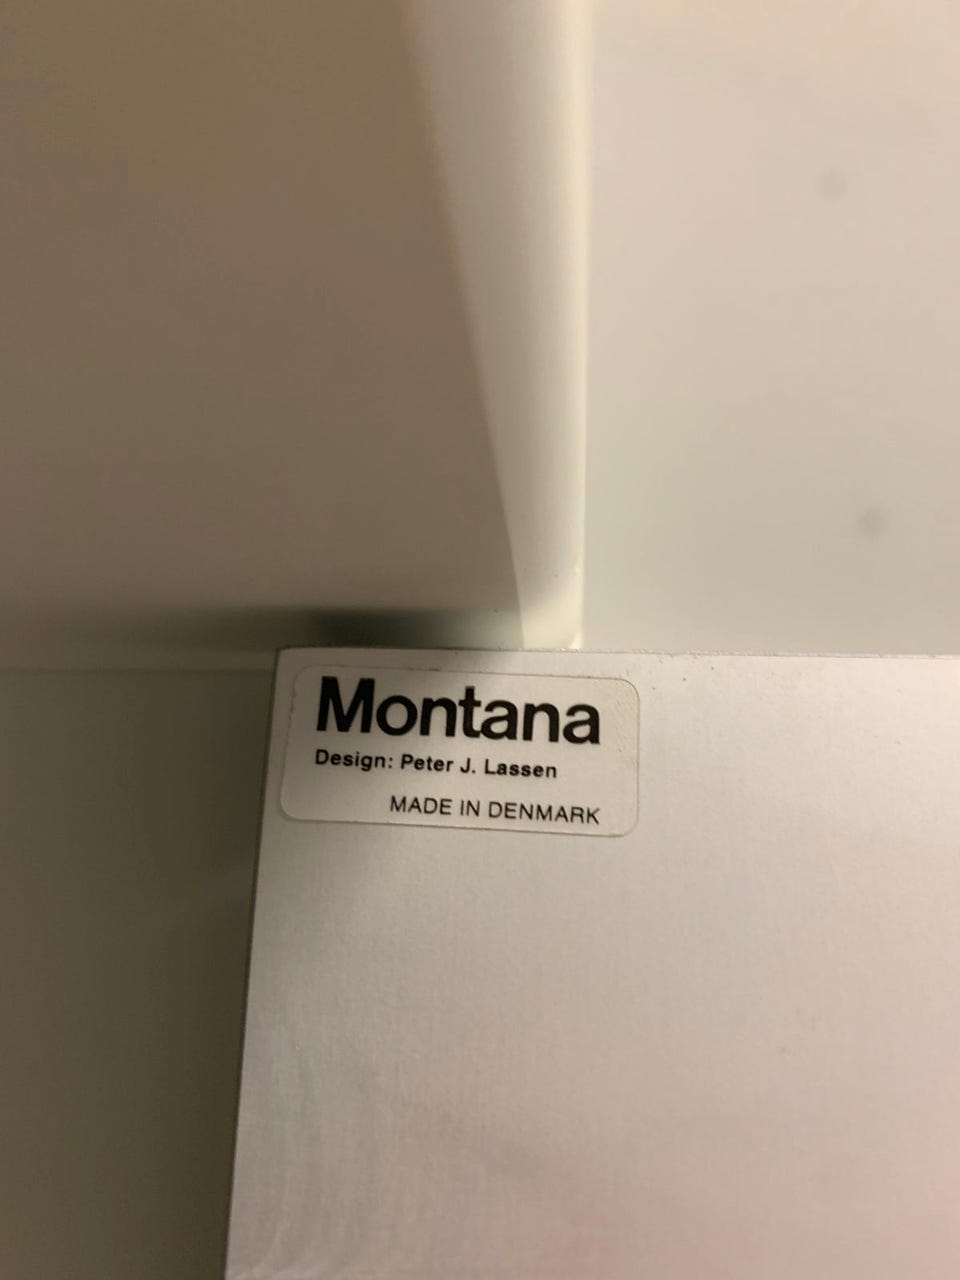 Montana
Design: Peter J. Lassen
MADE IN DENMARK